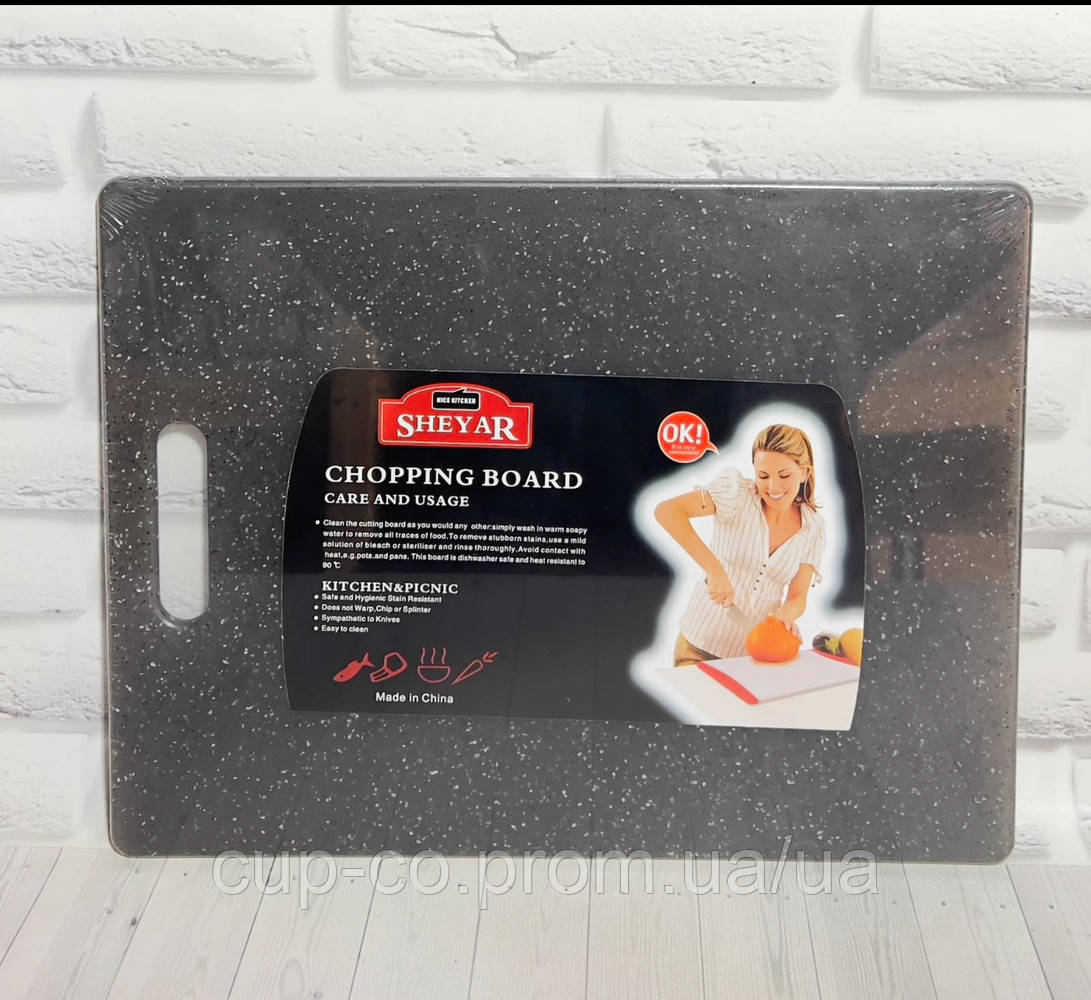 NICE KITCHEN
SHEYAR
OK!
CHOPPING BOARD
CARE AND USAGE
• Clean the cutting board as you would any other:simply wash in warm soapy
water to remove all traces of food.To remove stubborn stains,use a mild
solution of bleach or steriliser and rinse thoroughly.Avoid contact with
heat,e.g.pots.and pans. This board is dishwasher safe and heat resistant to
90 ℃
KITCHEN&PICNIC
• Safe and Hygienic Stain Resistant
• Does not Warp,Chip or Splinter
• Sympathetic to Knives
• Easy to clean
Made in China
cup-co.prom.ua/ua